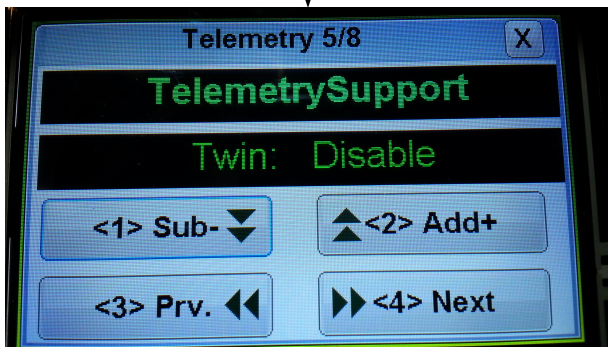 Telemetry 5/8 X
TelemetrySupport
Twin: Disable
<1> Sub- <2> Add+
<3> Prv. <4> Next